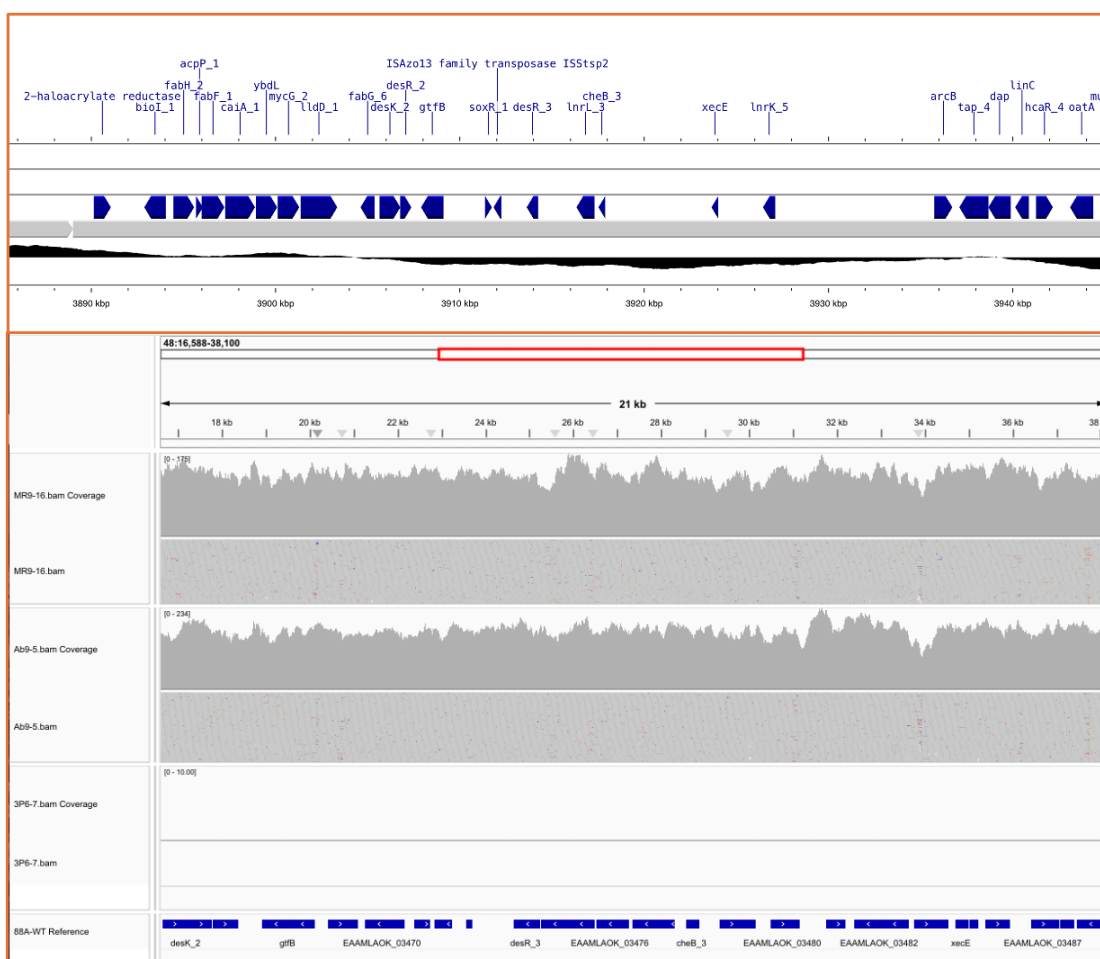 acpP_1 ISAzo13 family transposase ISStsp2
fabH_2 ybdL desR_2 linC
2-haloacrylate reductase fabF_1 mycG_2 fabG_6 desK_2 gtfB soxR_1 desR_3 cheB_3 xecE lnrK_5 arcB dap
bioI_1 caiA_1 lldD_1 lnrL_3 tap_4 hcaR_4 oatA mu
3890 kbp 3900 kbp 3910 kbp 3920 kbp 3930 kbp 3940 kbp
48:16,588-38,100
21 kb
18 kb 20 kb 22 kb 24 kb 26 kb 28 kb 30 kb 32 kb 34 kb 36 kb 38
[0 - 175]
MR9-16.bam Coverage
MR9-16.bam
[0 - 234]
Ab9-5.bam Coverage
Ab9-5.bam
[0 - 10.00]
3P6-7.bam Coverage
3P6-7.bam
88A-WT Reference
desK_2 gtfB EAAMLAOK_03470 desR_3 EAAMLAOK_03476 cheB_3 EAAMLAOK_03480 EAAMLAOK_03482 xecE EAAMLAOK_03487